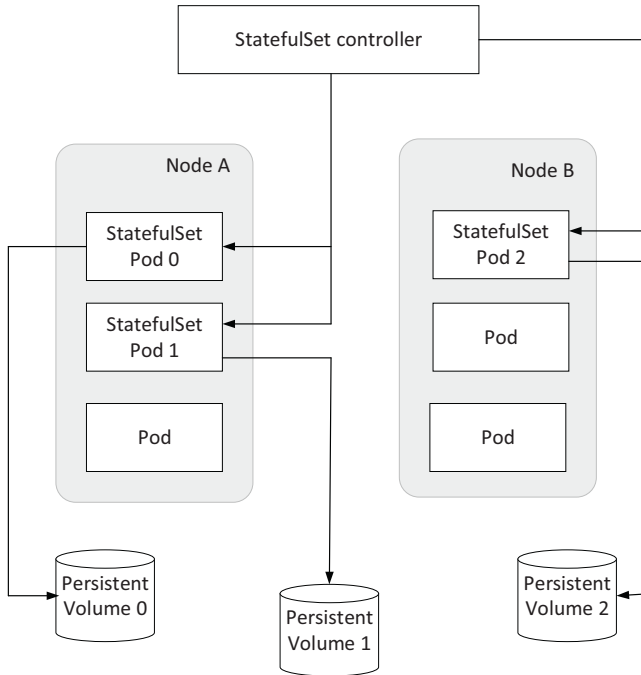 StatefulSet controller
Node A
StatefulSet
Pod 0
StatefulSet
Pod 1
Pod
Node B
StatefulSet
Pod 2
Pod
Pod
Persistent
Volume 0
Persistent
Volume 1
Persistent
Volume 2